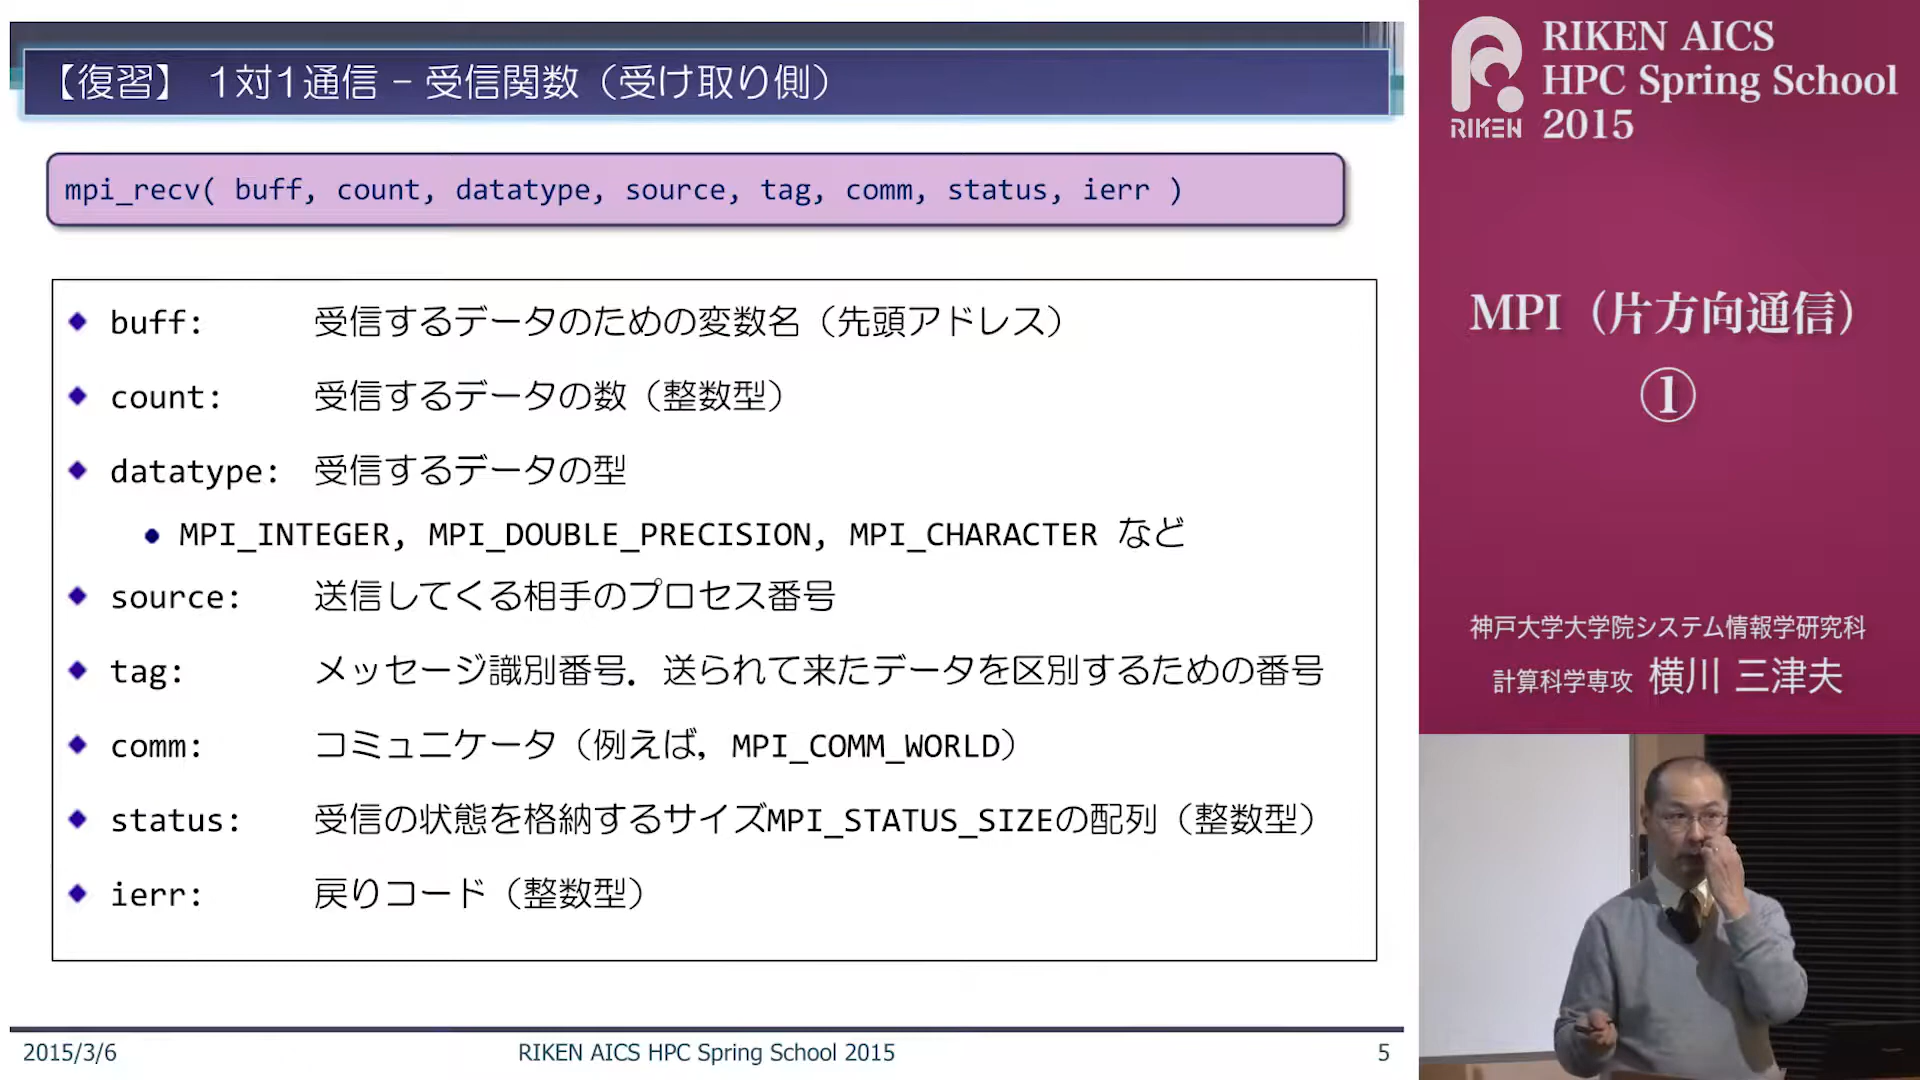 【復習】 1対1通信 – 受信関数（受け取り側）
mpi_recv( buff, count, datatype, source, tag, comm, status, ierr )
◆ buff: 受信するデータのための変数名（先頭アドレス）
◆ count: 受信するデータの数（整数型）
◆ datatype: 受信するデータの型
● MPI_INTEGER, MPI_DOUBLE_PRECISION, MPI_CHARACTER など
◆ source: 送信してくる相手のプロセス番号
◆ tag: メッセージ識別番号．送られて来たデータを区別するための番号
◆ comm: コミュニケータ（例えば，MPI_COMM_WORLD）
◆ status: 受信の状態を格納するサイズMPI_STATUS_SIZEの配列（整数型）
◆ ierr: 戻りコード（整数型）
2015/3/6
RIKEN AICS HPC Spring School 2015
5
RIKEN
RIKEN AICS
HPC Spring School
2015
MPI（片方向通信）
①
神戸大学大学院システム情報学研究科
計算科学専攻 横川 三津夫